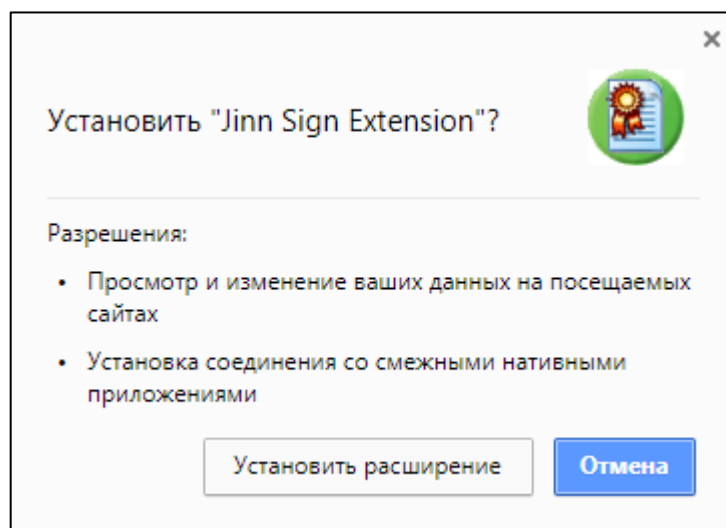 Установить "Jinn Sign Extension"?
Разрешения:
• Просмотр и изменение ваших данных на посещаемых
сайтах
• Установка соединения со смежными нативными
приложениями
Установить расширение Отмена